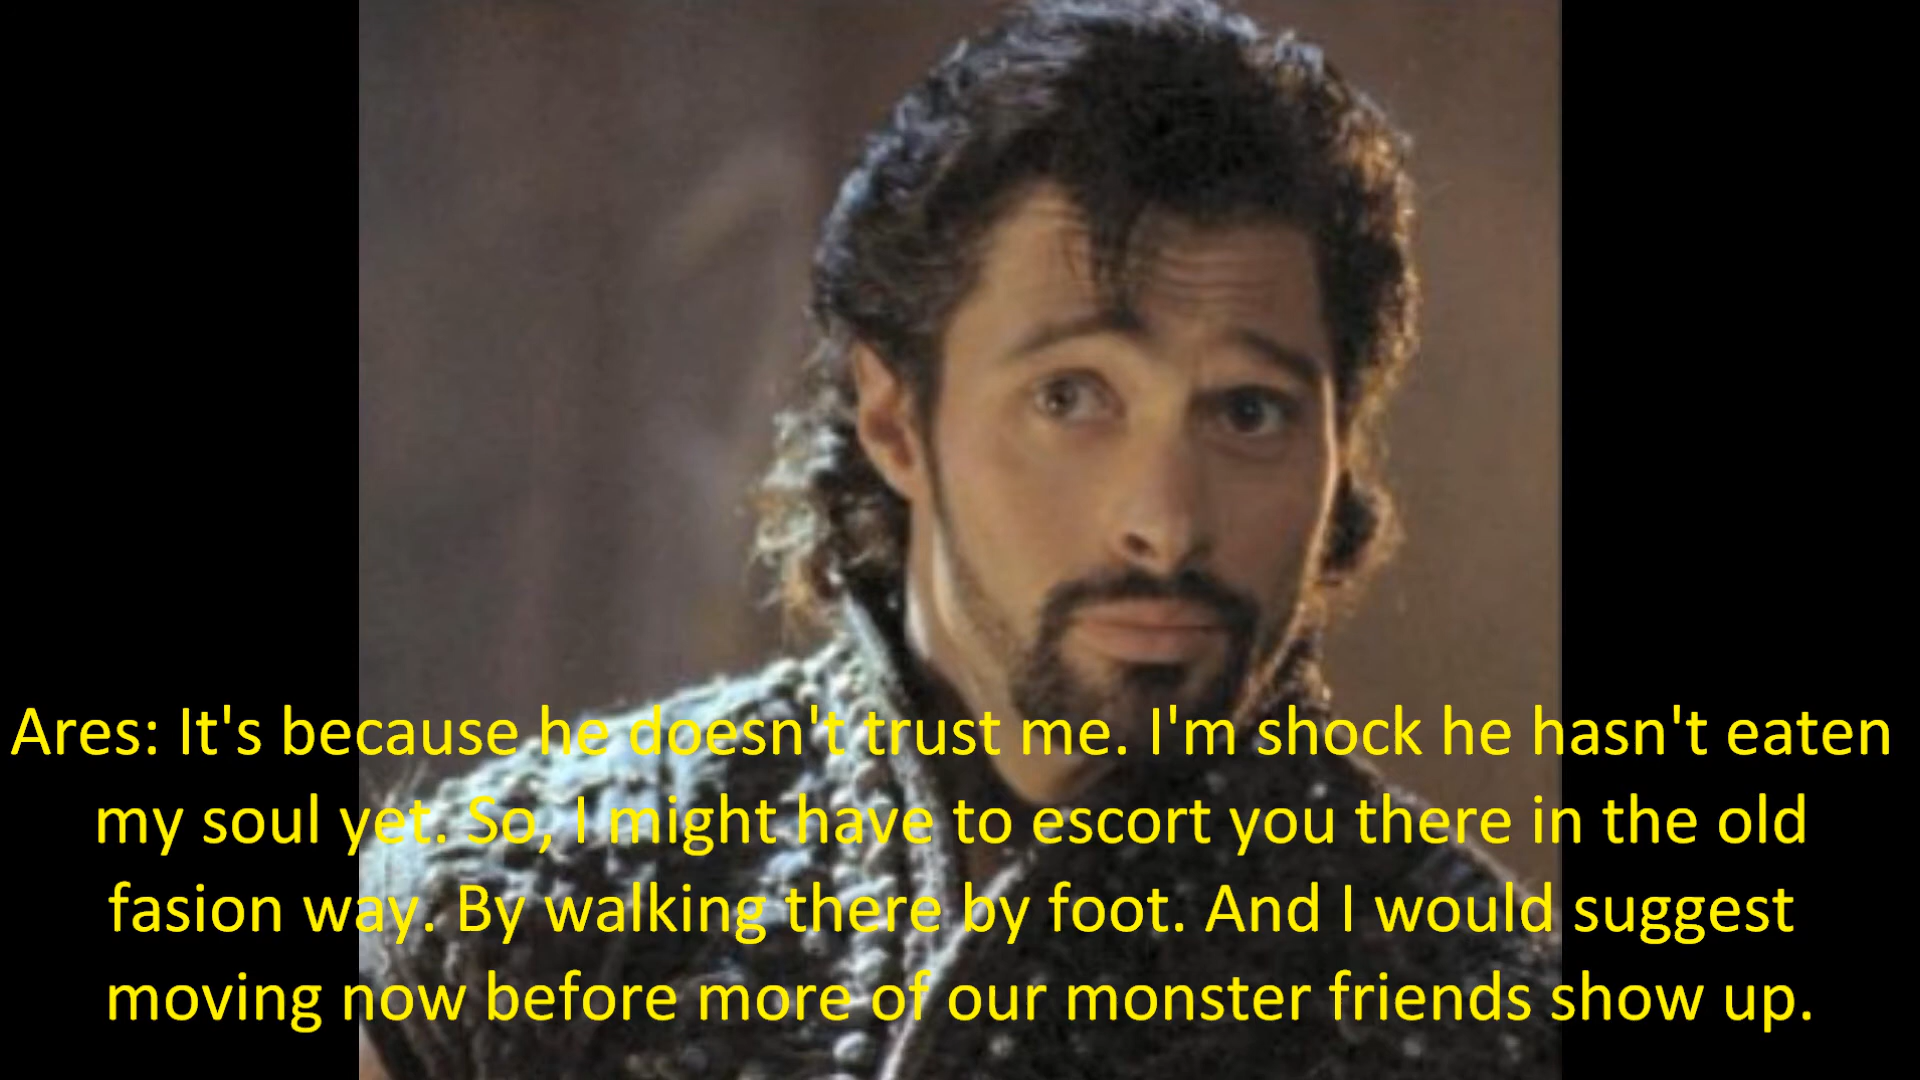 Ares: It's because he doesn't trust me. I'm shock he hasn't eaten
my soul yet. So, I might have to escort you there in the old
fasion way. By walking there by foot. And I would suggest
moving now before more of our monster friends show up.